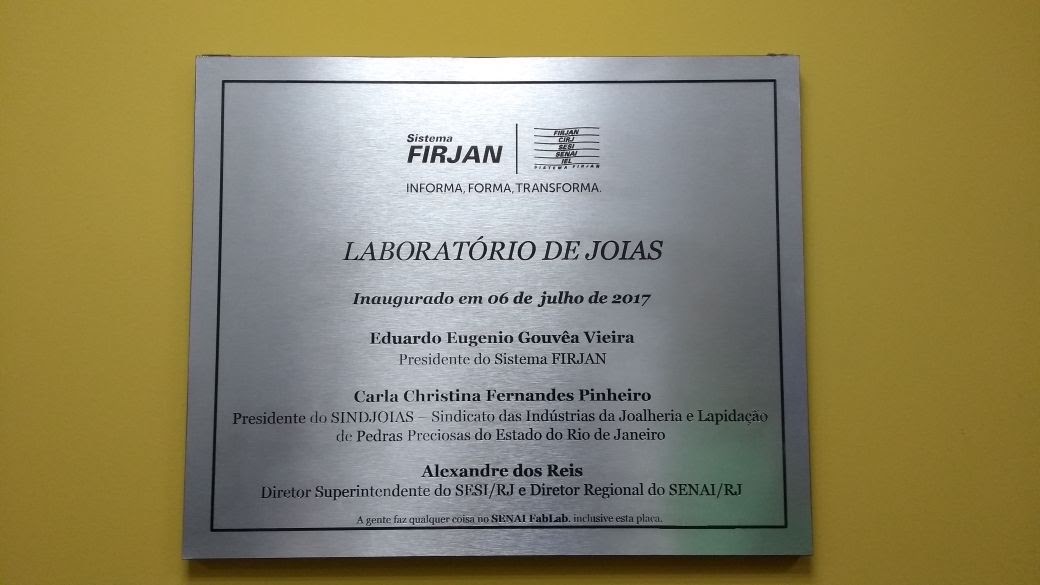 Sistema
FIRJAN
FIRJAN
CIRJ
SESI
SENAI
IEL
SISTEMA FIRJAN
INFORMA, FORMA, TRANSFORMA.
LABORATÓRIO DE JOIAS
Inaugurado em 06 de julho de 2017
Eduardo Eugenio Gouvêa Vieira
Presidente do Sistema FIRJAN
Carla Christina Fernandes Pinheiro
Presidente do SINDJOIAS – Sindicato das Indústrias da Joalheria e Lapidação
de Pedras Preciosas do Estado do Rio de Janeiro
Alexandre dos Reis
Diretor Superintendente do SESI/RJ e Diretor Regional do SENAI/RJ
A gente faz qualquer coisa no SENAI FabLab, inclusive esta placa.